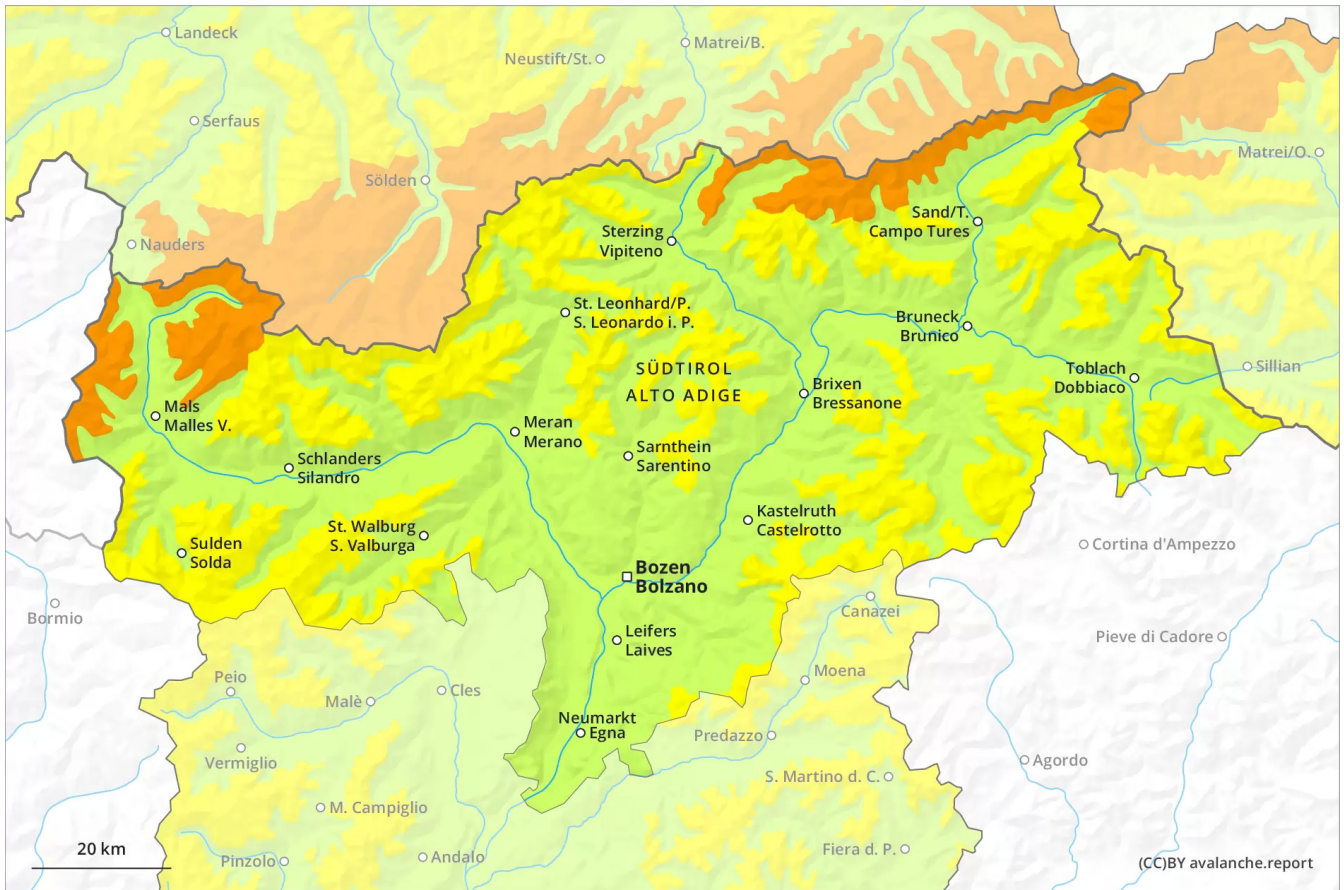 Landeck
Matrei/B.
Neustift/St.
Serfaus
Matrei/O.
Sölden
Nauders
Sand/T.
Campo Tures
Sterzing
Vipiteno
St. Leonhard/P.
S. Leonardo i. P.
Bruneck
Brunico
SÜDTIROL
ALTO ADIGE
Toblach
Dobbiaco
Sillian
Brixen
Bressanone
Mals
Malles V.
Meran
Merano
Sarnthein
Sarentino
Schlanders
Silandro
Kastelruth
Castelrotto
St. Walburg
S. Valburga
Sulden
Solda
Cortina d'Ampezzo
Bozen
Bolzano
Bormio
Canazei
Leifers
Laives
Pieve di Cadore
Peio
Malè
Cles
Moena
Neumarkt
Egna
Predazzo
Vermiglio
Agordo
S. Martino d. C.
M. Campiglio
20 km
Pinzolo
Andalo
Fiera d. P.
(CC)BY avalanche.report